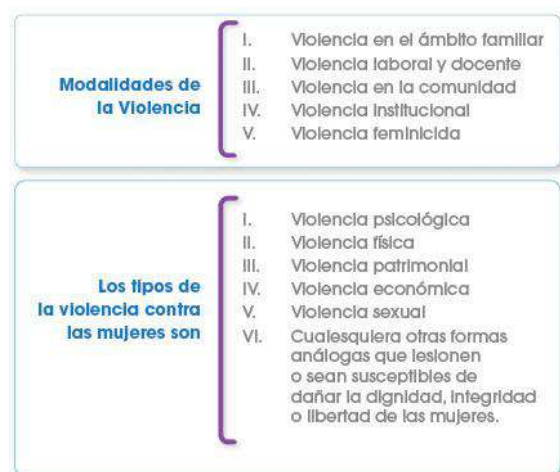 Modalidades de
la Violencia
I. Violencia en el ámbito familiar
II. Violencia laboral y docente
III. Violencia en la comunidad
IV. Violencia institucional
V. Violencia feminicida
Los tipos de
la violencia contra
las mujeres son
I. Violencia psicológica
II. Violencia física
III. Violencia patrimonial
IV. Violencia económica
V. Violencia sexual
VI. Cualesquiera otras formas
análogas que lesionen
o sean susceptibles de
dañar la dignidad, integridad
o libertad de las mujeres.